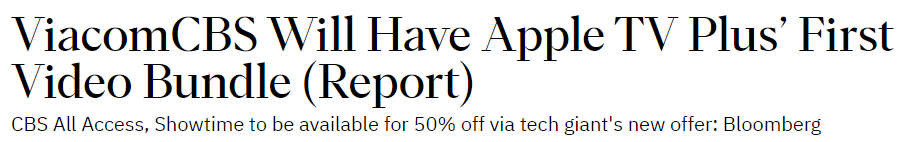 ViacomCBS Will Have Apple TV Plus’ First
Video Bundle (Report)
CBS All Access, Showtime to be available for 50% off via tech giant's new offer: Bloomberg